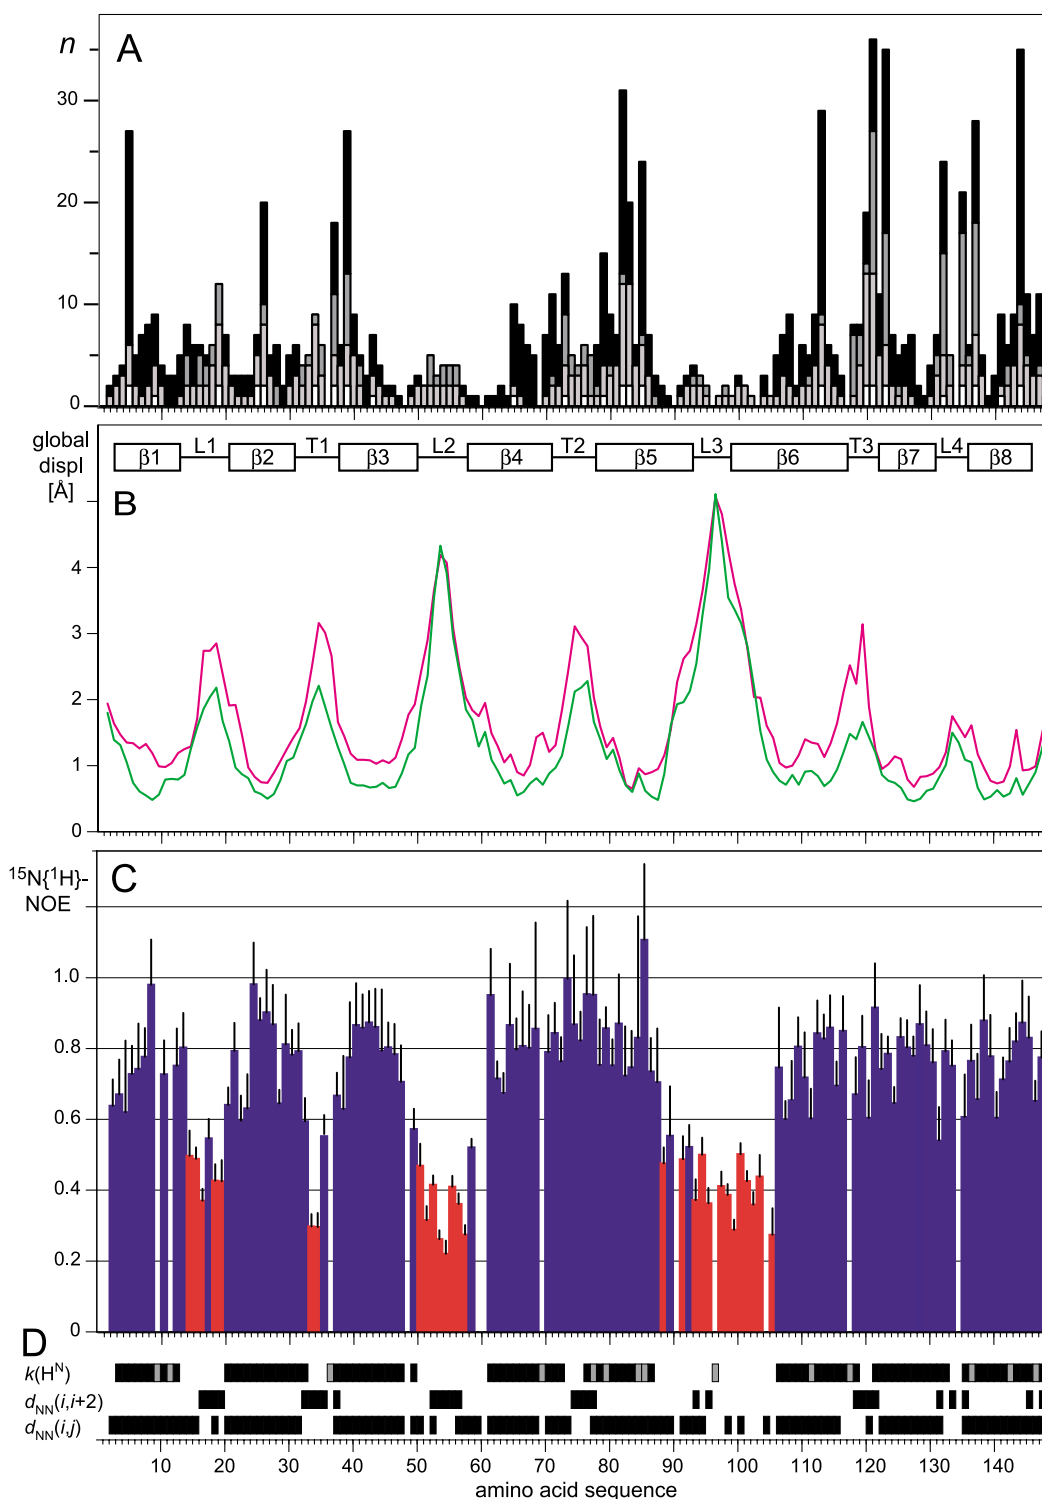 n
A
30
20
10
0
global
displ
[Å]
β1 L1 β2 T1 β3 L2 β4 T2 β5 L3 β6 T3 β7 L4 β8
B
4
3
2
1
0
¹⁵N{¹H}-
NOE
C
1.0
0.8
0.6
0.4
0.2
0
D
k(Hᴺ)
dNN(i,i+2)
dNN(i,j)
10 20 30 40 50 60 70 80 90 100 110 120 130 140
amino acid sequence